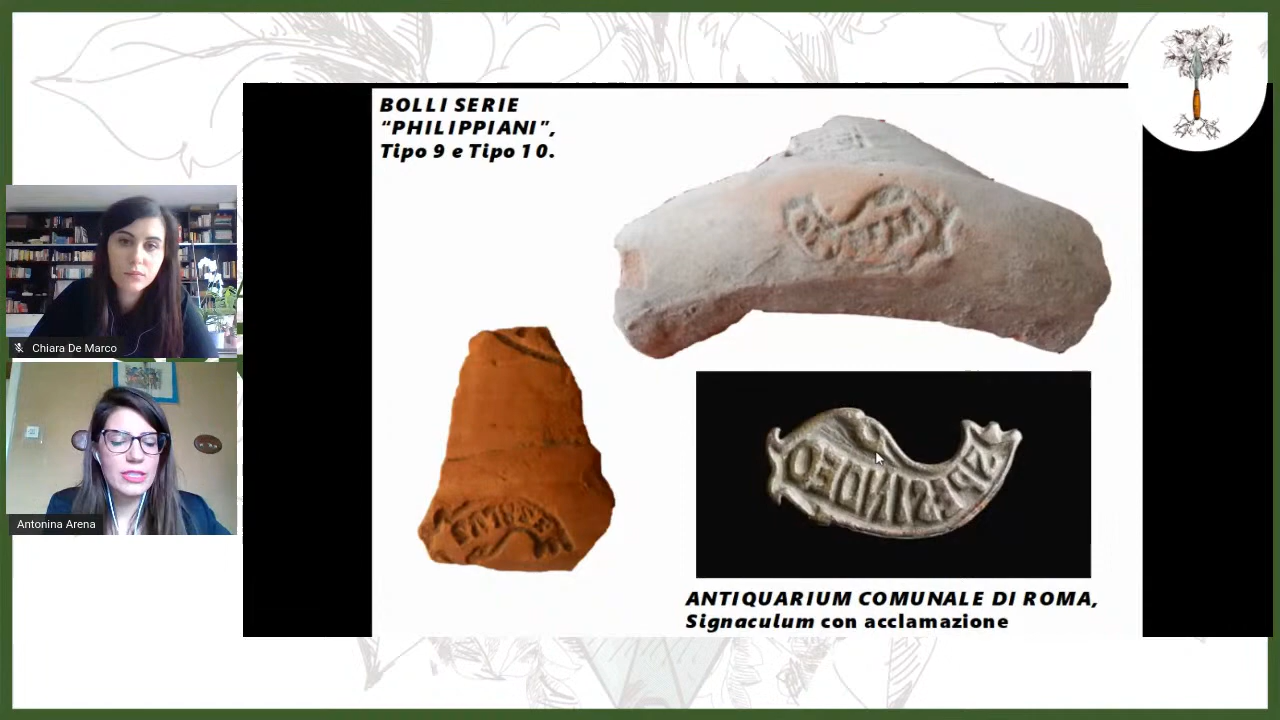 BOLLI SERIE
“PHILIPPIANI”,
Tipo 9 e Tipo 10.
Chiara De Marco
Antonina Arena
SPESINDEO
ANTIQUARIUM COMUNALE DI ROMA,
Signaculum con acclamazione